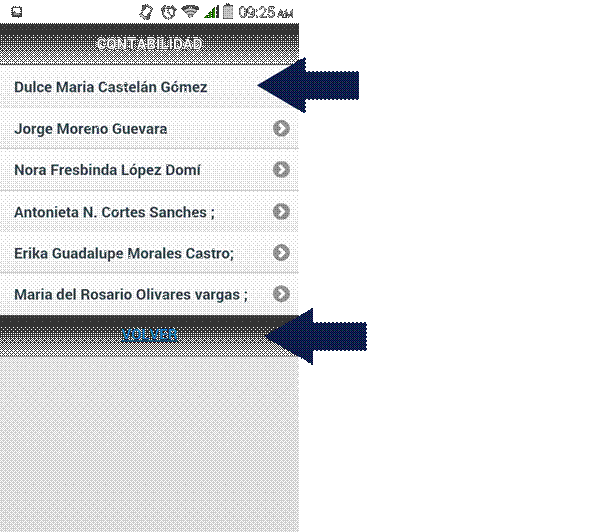 09:25 AM
CONTABILIDAD
Dulce Maria Castelán Gómez
Jorge Moreno Guevara
Nora Fresbinda López Domí
Antonieta N. Cortes Sanches ;
Erika Guadalupe Morales Castro;
Maria del Rosario Olivares vargas ;
VOLVER